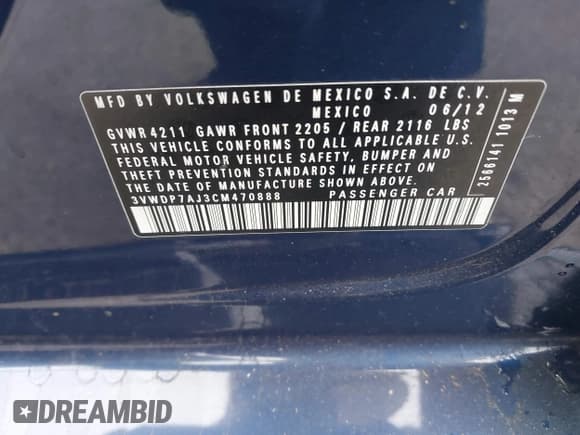 MFD BY VOLKSWAGEN DE MEXICO S.A. DE C.V.
MEXICO 06/12
GVWR 4211 GAWR FRONT 2205 / REAR 2116 LBS
THIS VEHICLE CONFORMS TO ALL APPLICABLE U.S.
FEDERAL MOTOR VEHICLE SAFETY, BUMPER AND
THEFT PREVENTION STANDARDS IN EFFECT ON
THE DATE OF MANUFACTURE SHOWN ABOVE.
3VWDP7AJ3CM470888 PASSENGER CAR
2566141 1013 M
DREAMBID